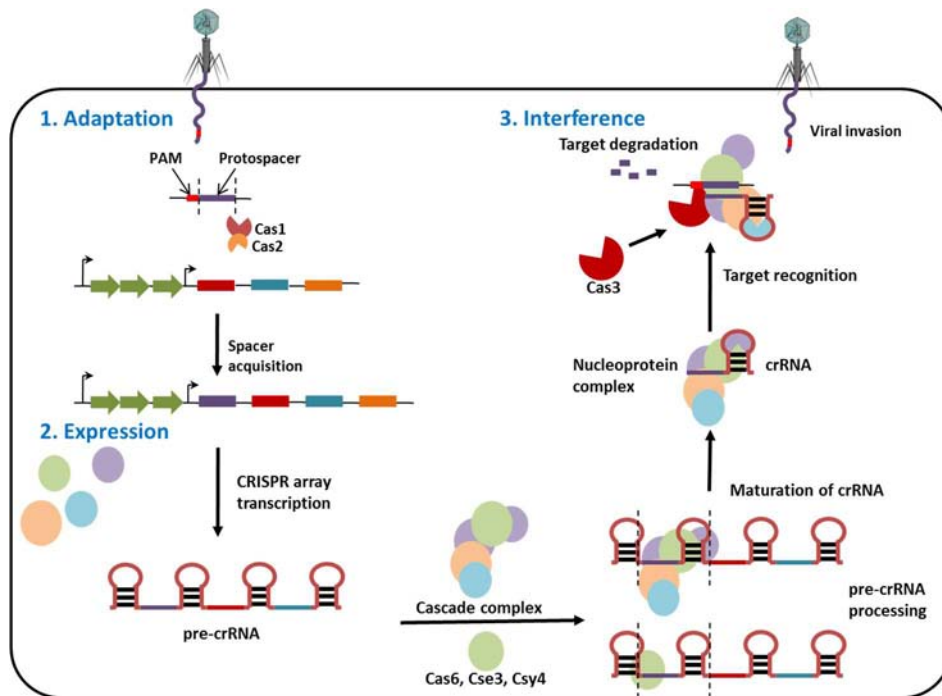 1. Adaptation
PAM
Protospacer
Cas1
Cas2
Spacer
acquisition
2. Expression
CRISPR array
transcription
pre-crRNA
Cascade complex
Cas6, Cse3, Csy4
3. Interference
Viral invasion
Target degradation
Cas3
Target recognition
Nucleoprotein
complex
crRNA
Maturation of crRNA
pre-crRNA
processing